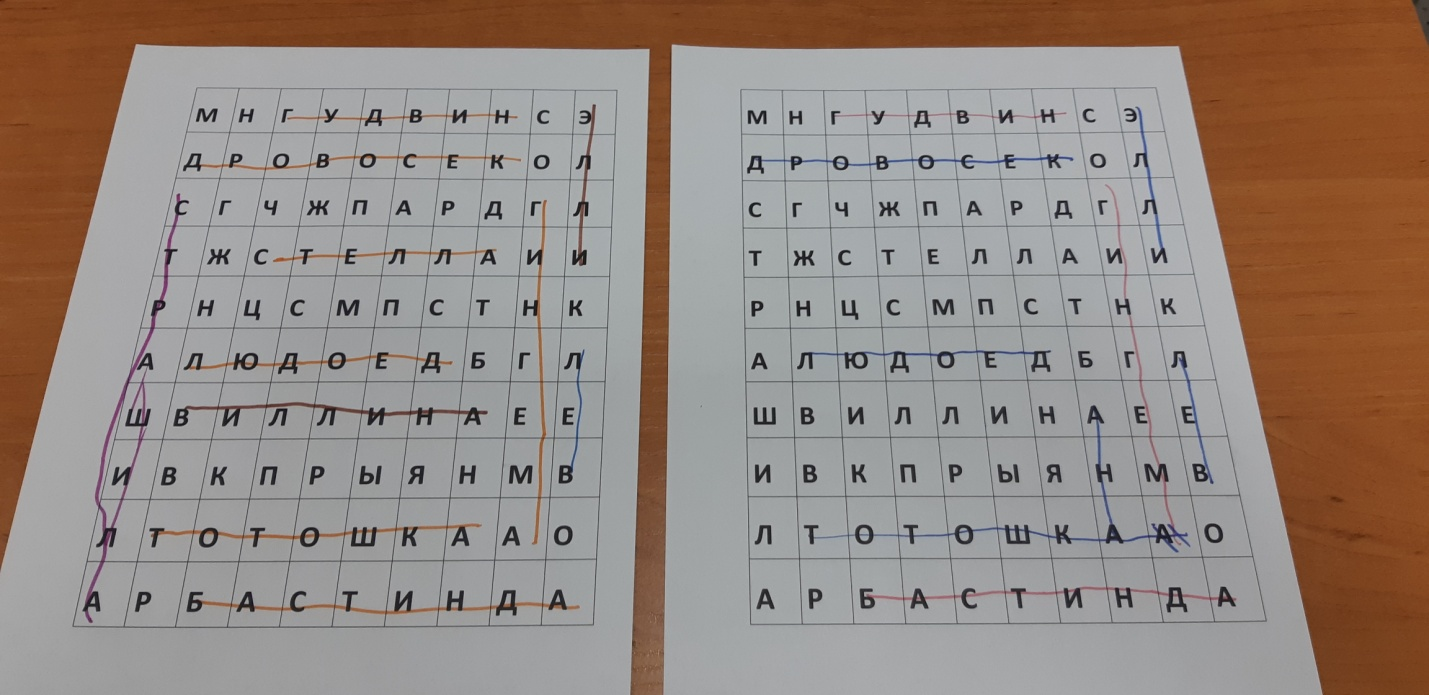 М Н Г У Д В И Н С Э
Д Р О В О С Е К О Л
С Г Ч Ж П А Р Д Г Л
Т Ж С Т Е Л Л А И И
Р Н Ц С М П С Т Н К
А Л Ю Д О Е Д Б Г Л
Ш В И Л Л И Н А Е Е
И В К П Р Ы Я Н М В
Л Т О Т О Ш К А А О
А Р Б А С Т И Н Д А
М Н Г У Д В И Н С Э
Д Р О В О С Е К О Л
С Г Ч Ж П А Р Д Г Л
Т Ж С Т Е Л Л А И И
Р Н Ц С М П С Т Н К
А Л Ю Д О Е Д Б Г Л
Ш В И Л Л И Н А Е Е
И В К П Р Ы Я Н М В
Л Т О Т О Ш К А А О
А Р Б А С Т И Н Д А